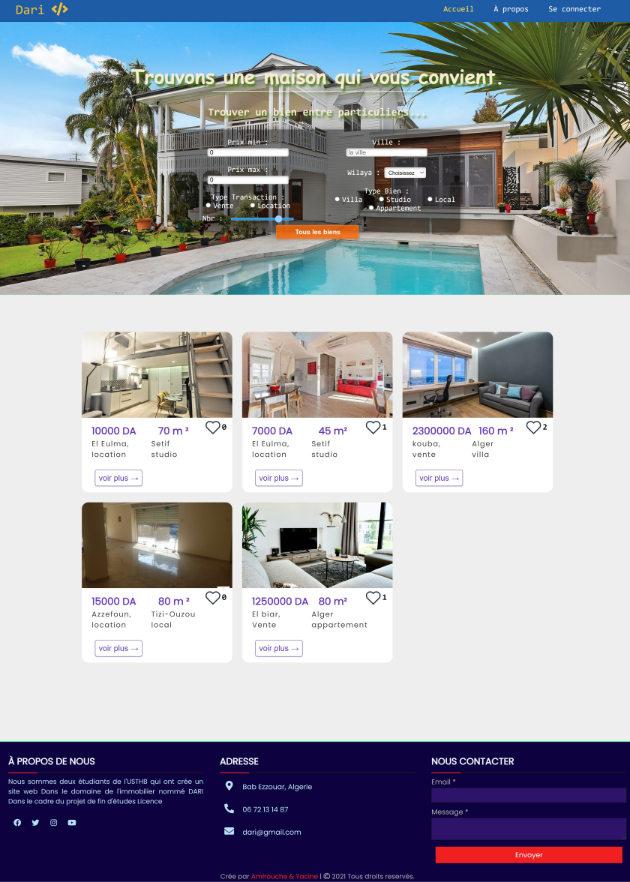 Dari </>
Accueil À propos Se connecter
Trouvons une maison qui vous convient.
Trouver un bien entre particuliers...
Prix min :
0
Ville :
la ville
Prix max :
0
Wilaya : Choisissez
Type Transaction :
Vente Location
Type Bien :
Villa Studio Local
Appartement
Nbr :
Tous les biens
10000 DA 70 m ² 0
El Eulma, Setif
location studio
voir plus →
7000 DA 45 m² 1
El Eulma, Setif
location studio
voir plus →
2300000 DA 160 m ² 2
kouba, Alger
vente villa
voir plus →
15000 DA 80 m ² 0
Azzefoun, Tizi-Ouzou
location local
voir plus →
1250000 DA 80 m² 1
El biar, Alger
Vente appartement
voir plus →
À PROPOS DE NOUS
Nous sommes deux étudiants de l'USTHB qui ont crée un
site web Dans le domaine de l'immobilier nommé DARI
Dans le cadre du projet de fin d'études Licence
ADRESSE
Bab Ezzouar, Algerie
06 72 13 14 87
dari@gmail.com
NOUS CONTACTER
Email *
Message *
Envoyer
Crée par Amirouche & Yacine | © 2021 Tous droits reservés.